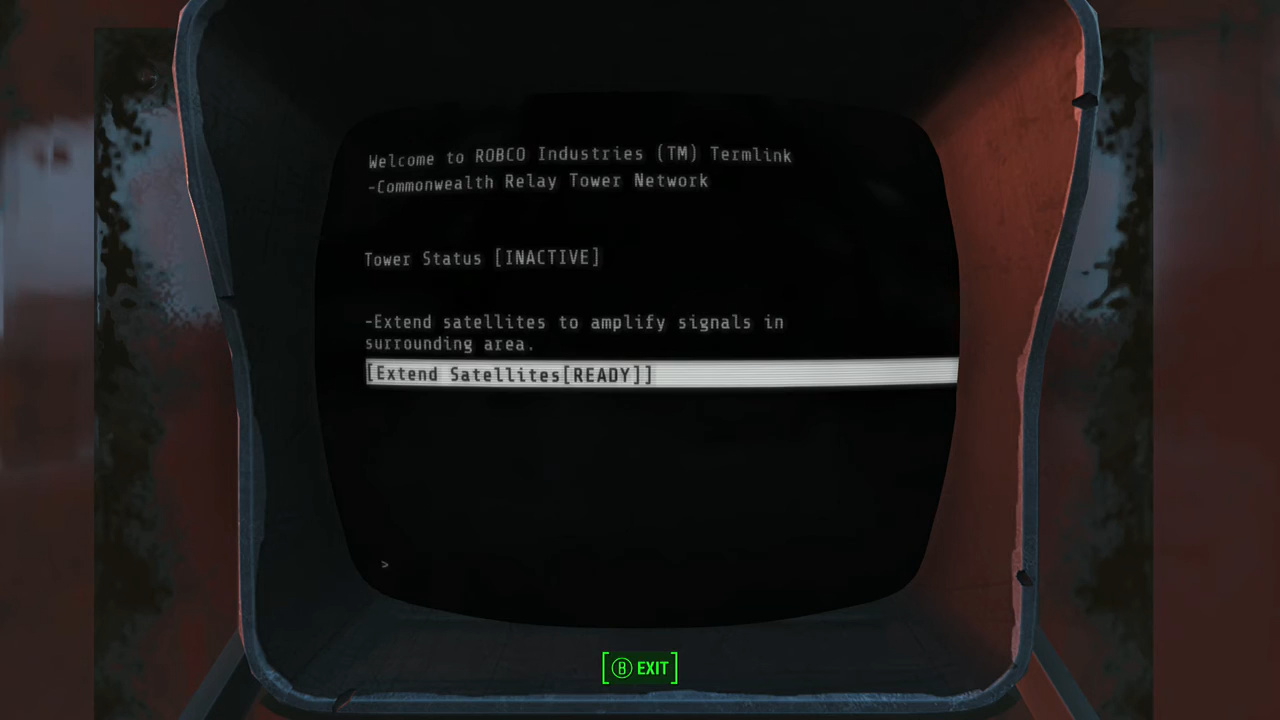 Welcome to ROBCO Industries (TM) Termlink
-Commonwealth Relay Tower Network
Tower Status [INACTIVE]
-Extend satellites to amplify signals in
surrounding area.
[Extend Satellites[READY]]
>
[Ⓑ EXIT]